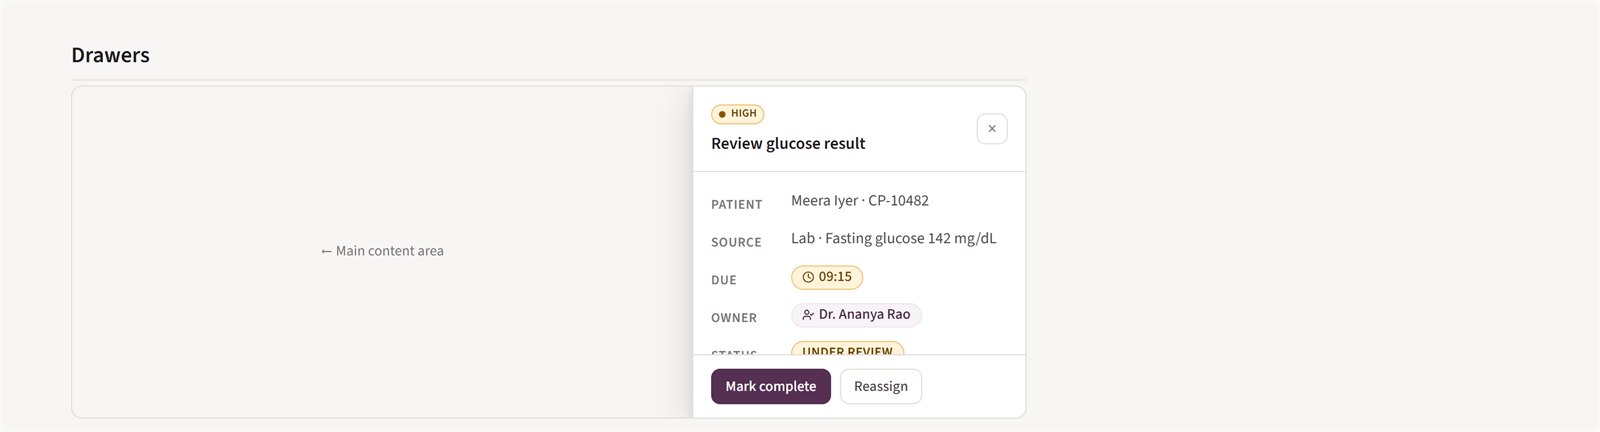 Drawers
HIGH
Review glucose result
×
← Main content area
PATIENT Meera Iyer · CP-10482
SOURCE Lab · Fasting glucose 142 mg/dL
DUE 09:15
OWNER Dr. Ananya Rao
STATUS UNDER REVIEW
Mark complete Reassign